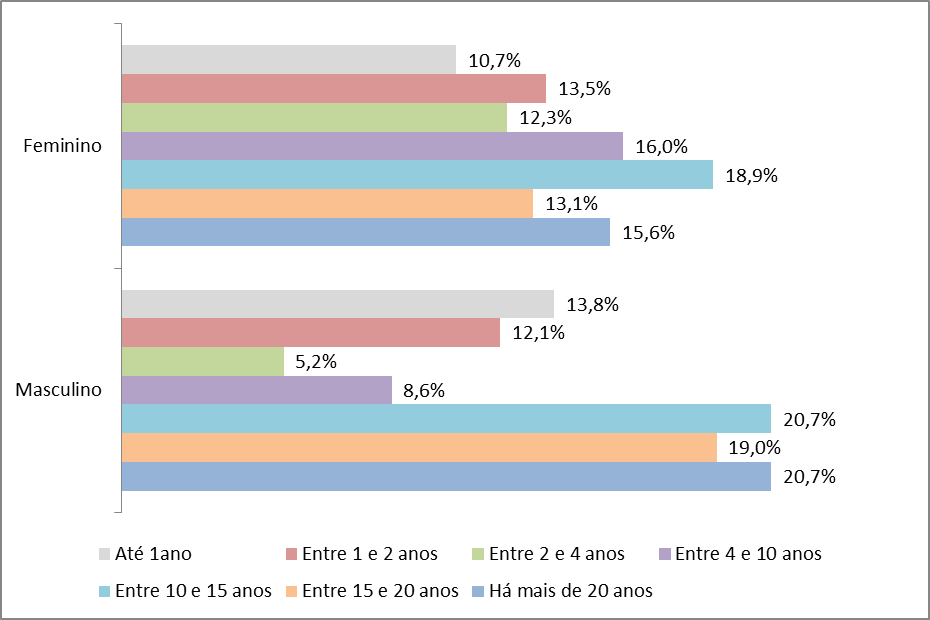 10,7%
13,5%
12,3%
Feminino
16,0%
18,9%
13,1%
15,6%
13,8%
12,1%
5,2%
Masculino
8,6%
20,7%
19,0%
20,7%
Até 1ano
Entre 1 e 2 anos
Entre 2 e 4 anos
Entre 4 e 10 anos
Entre 10 e 15 anos
Entre 15 e 20 anos
Há mais de 20 anos